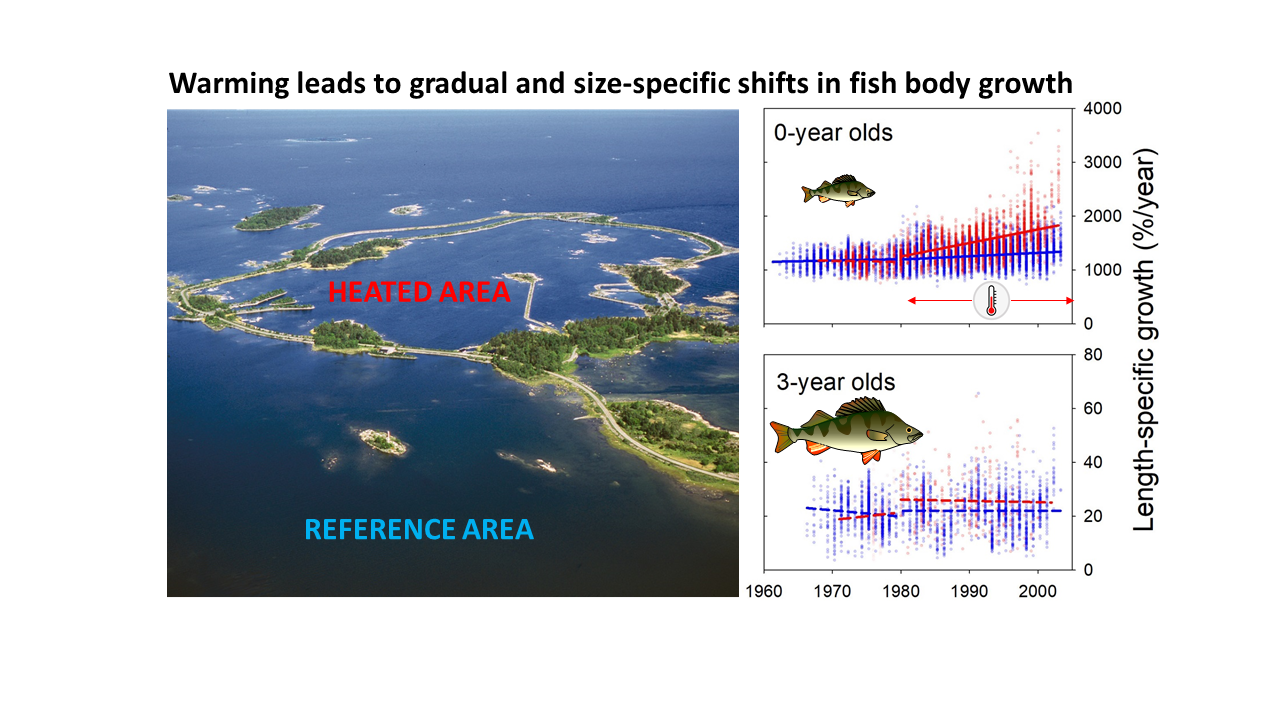 Warming leads to gradual and size-specific shifts in fish body growth
HEATED AREA
REFERENCE AREA
0-year olds
4000
3000
2000
1000
0
3-year olds
80
60
40
20
0
1960 1970 1980 1990 2000
Length-specific growth (%/year)